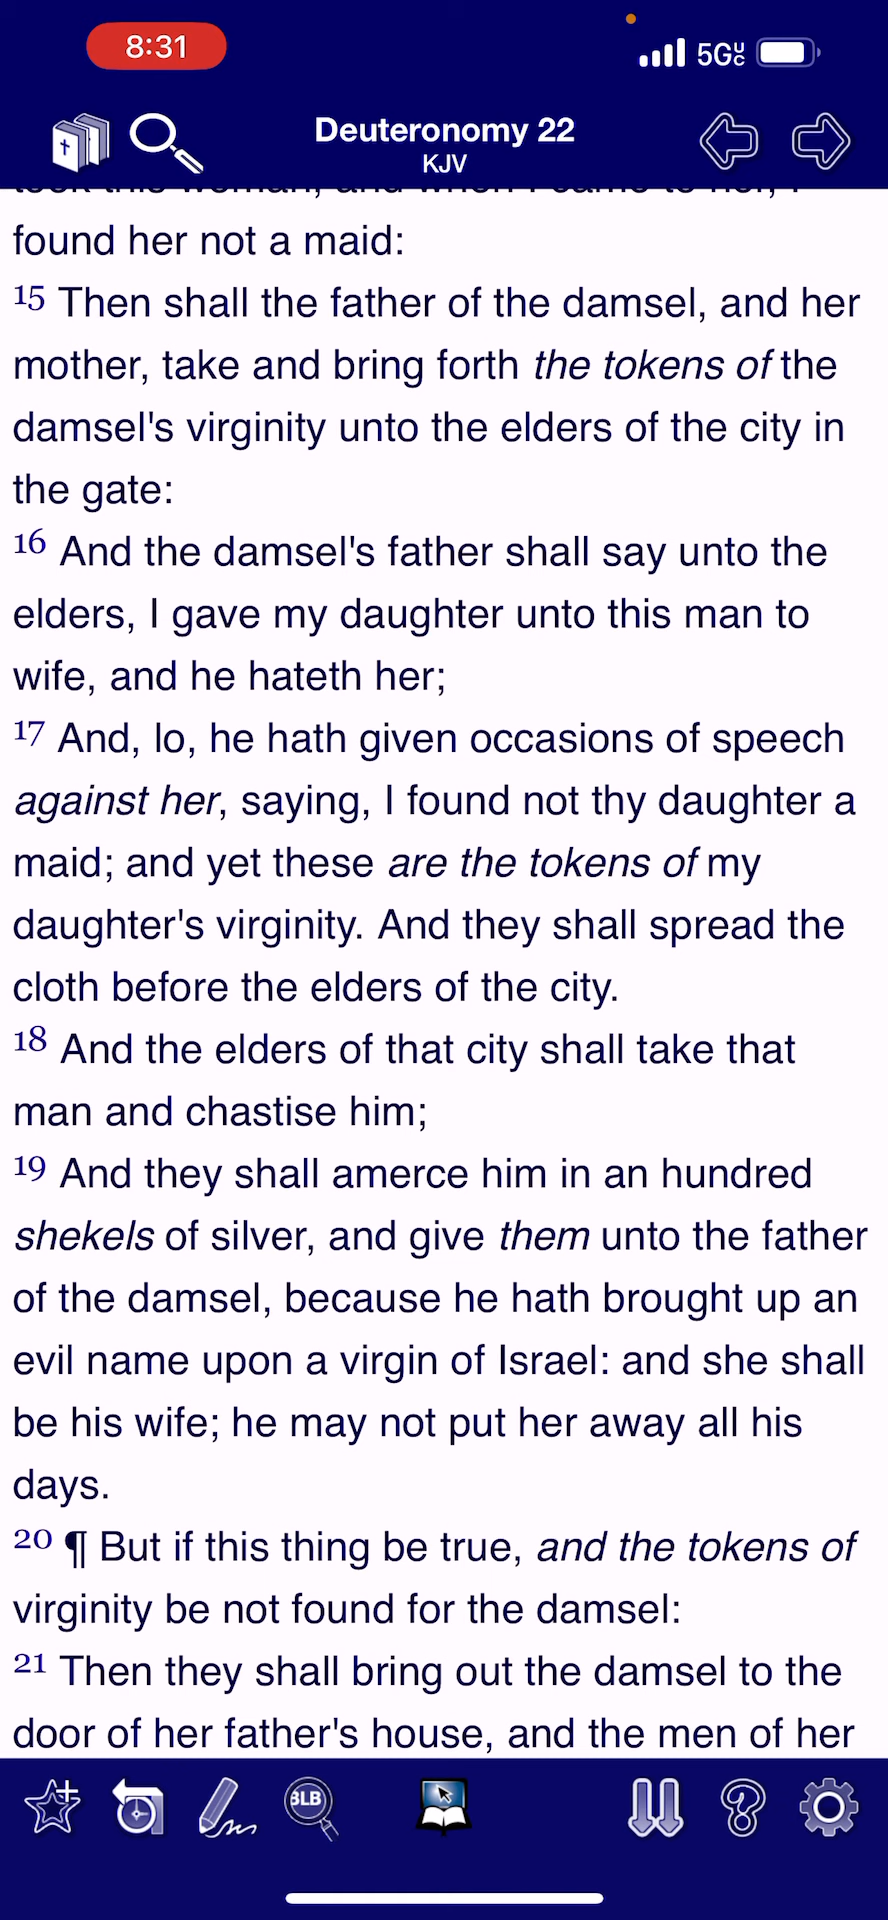 8:31
5G UC
Deuteronomy 22
KJV
took this woman, and when I came to her, I
found her not a maid:
15 Then shall the father of the damsel, and her
mother, take and bring forth the tokens of the
damsel's virginity unto the elders of the city in
the gate:
16 And the damsel's father shall say unto the
elders, I gave my daughter unto this man to
wife, and he hateth her;
17 And, lo, he hath given occasions of speech
against her, saying, I found not thy daughter a
maid; and yet these are the tokens of my
daughter's virginity. And they shall spread the
cloth before the elders of the city.
18 And the elders of that city shall take that
man and chastise him;
19 And they shall amerce him in an hundred
shekels of silver, and give them unto the father
of the damsel, because he hath brought up an
evil name upon a virgin of Israel: and she shall
be his wife; he may not put her away all his
days.
20 ¶ But if this thing be true, and the tokens of
virginity be not found for the damsel:
21 Then they shall bring out the damsel to the
door of her father's house, and the men of her
BLB